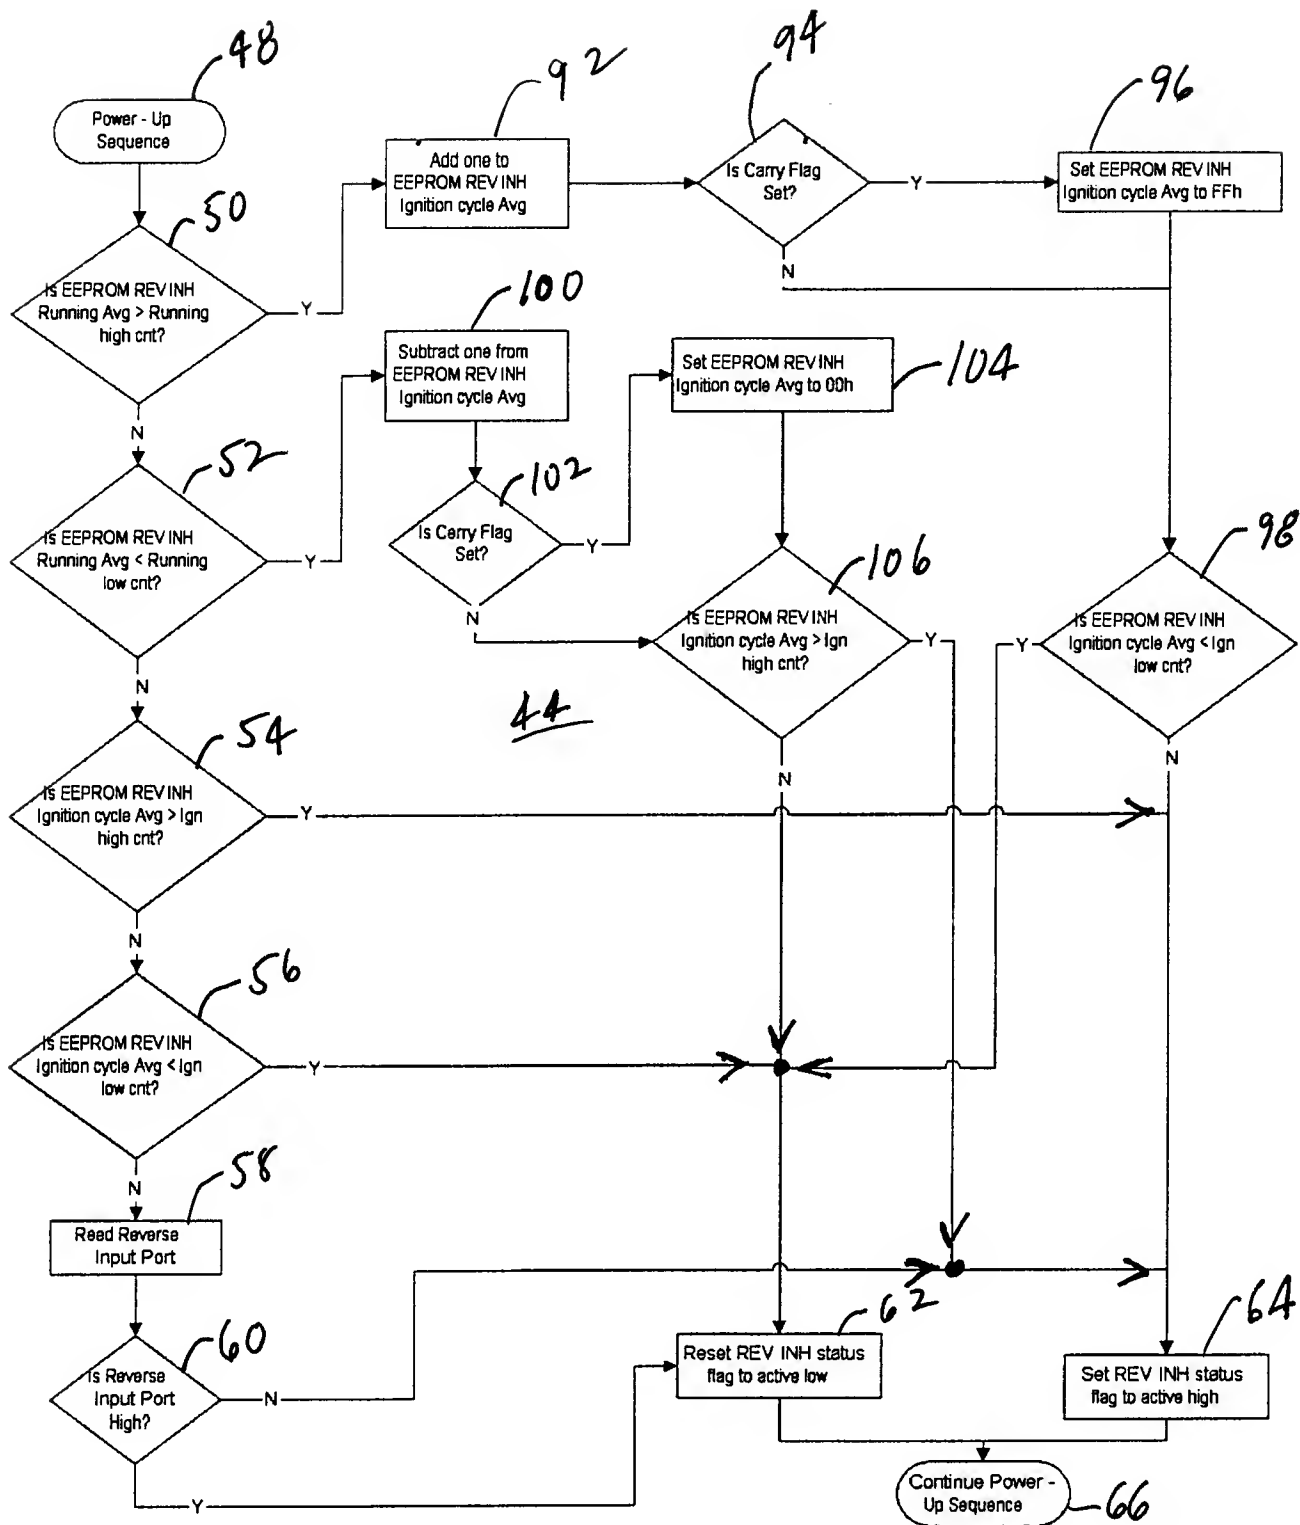 48
Power - Up
Sequence
92
Add one to
EEPROM REV INH
Ignition cycle Avg
94
Is Carry Flag
Set?
Y
N
96
Set EEPROM REV INH
Ignition cycle Avg to FFh
50
Is EEPROM REV INH
Running Avg > Running
high cnt?
Y
N
100
Subtract one from
EEPROM REV INH
Ignition cycle Avg
Set EEPROM REV INH
Ignition cycle Avg to 00h
104
52
Is EEPROM REV INH
Running Avg < Running
low cnt?
Y
N
102
Is Carry Flag
Set?
Y
N
106
Is EEPROM REV INH
Ignition cycle Avg > Ign
high cnt?
Y
N
98
Is EEPROM REV INH
Ignition cycle Avg < Ign
low cnt?
Y
N
44
54
Is EEPROM REV INH
Ignition cycle Avg > Ign
high cnt?
Y
N
56
Is EEPROM REV INH
Ignition cycle Avg < Ign
low cnt?
Y
N
58
Read Reverse
Input Port
60
Is Reverse
Input Port
High?
N
Y
62
Reset REV INH status
flag to active low
64
Set REV INH status
flag to active high
Continue Power -
Up Sequence
66